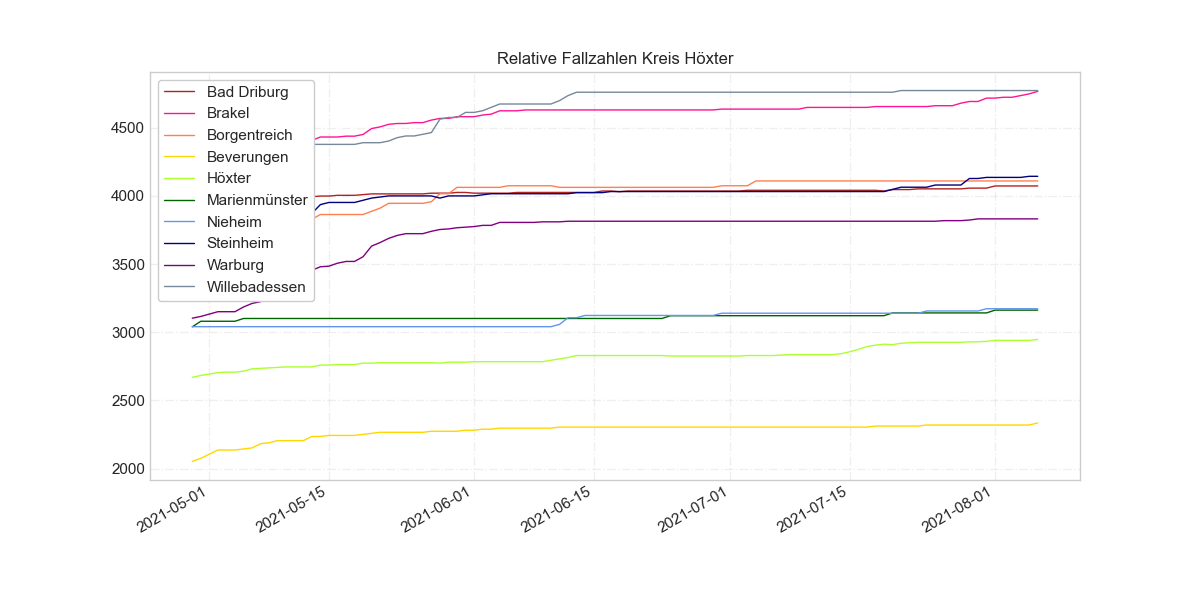 Relative Fallzahlen Kreis Höxter
Bad Driburg
Brakel
Borgentreich
Beverungen
Höxter
Marienmünster
Nieheim
Steinheim
Warburg
Willebadessen
4500
4000
3500
3000
2500
2000
2021-05-01
2021-05-15
2021-06-01
2021-06-15
2021-07-01
2021-07-15
2021-08-01